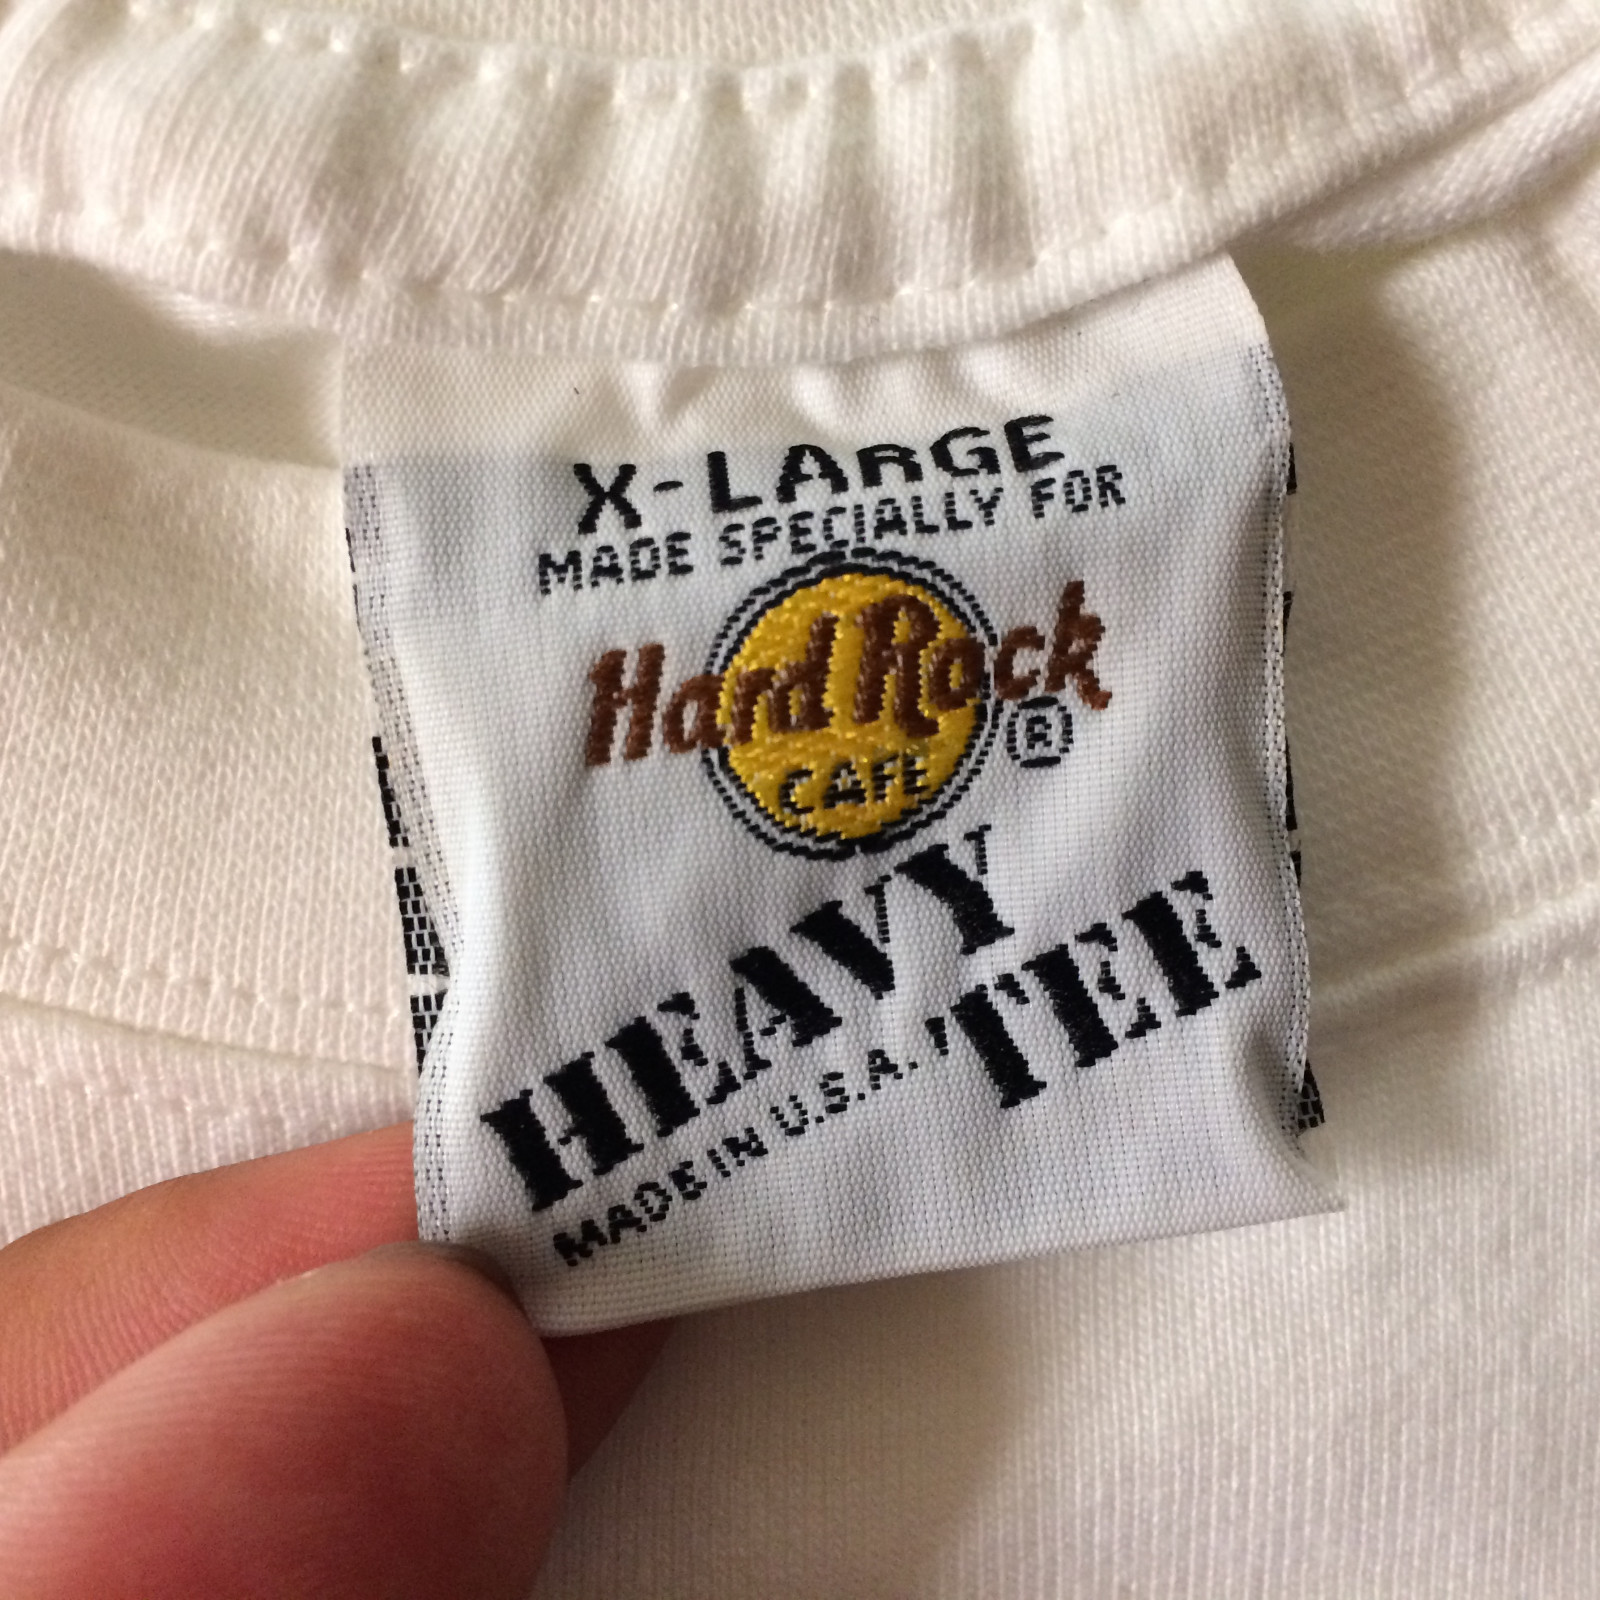 X-LARGE
MADE SPECIALLY FOR
Hard Rock
®
CAFE
HEAVY
TEE
MADE IN U.S.A.